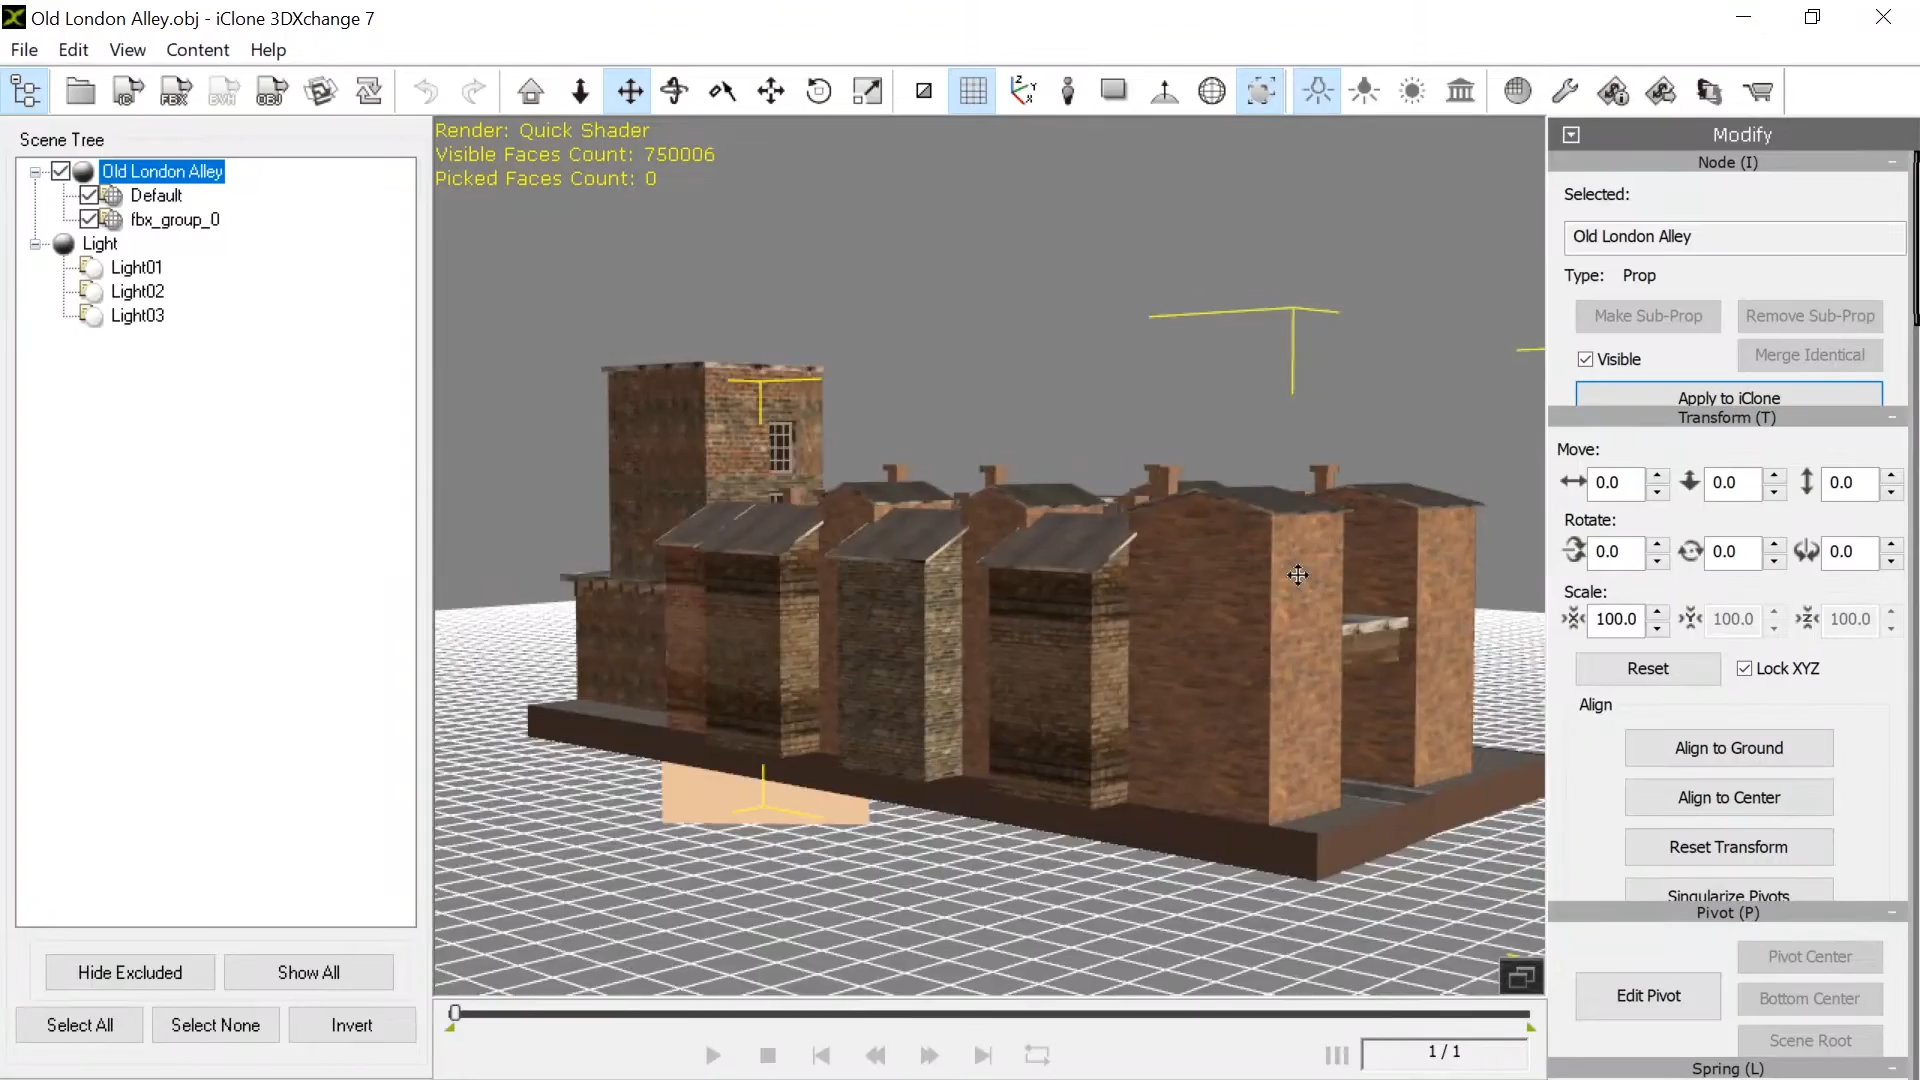 Old London Alley.obj - iClone 3DXchange 7
File Edit View Content Help
iC FBX BVH OBJ
Scene Tree
Old London Alley
Default
fbx_group_0
Light
Light01
Light02
Light03
Hide Excluded Show All
Select All Select None Invert
Render: Quick Shader
Visible Faces Count: 750006
Picked Faces Count: 0
1 / 1
Modify
Node (I)
Selected:
Old London Alley
Type: Prop
Make Sub-Prop Remove Sub-Prop
Visible Merge Identical
Apply to iClone
Transform (T)
Move:
0.0 0.0 0.0
Rotate:
0.0 0.0 0.0
Scale:
X 100.0 Y 100.0 Z 100.0
Reset Lock XYZ
Align
Align to Ground
Align to Center
Reset Transform
Singularize Pivots
Pivot (P)
Pivot Center
Edit Pivot
Bottom Center
Scene Root
Spring (L)